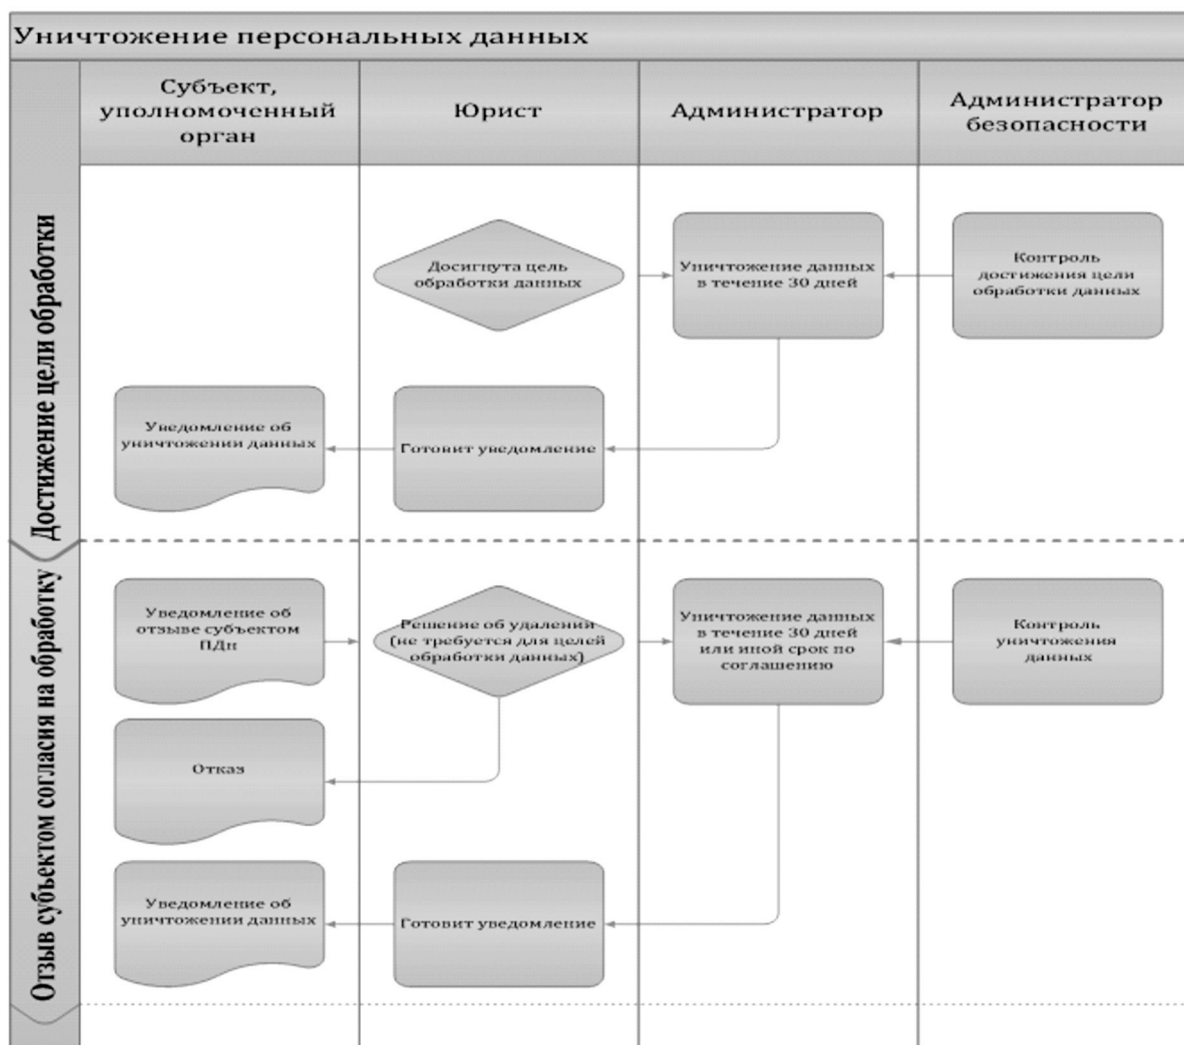 Уничтожение персональных данных
Субъект,
уполномоченный
орган
Юрист
Администратор
Администратор
безопасности
Достижение цели обработки
Досигнута цель
обработки данных
Уничтожение данных
в течение 30 дней
Контроль
достижения цели
обработки данных
Уведомление об
уничтожении данных
Готовит уведомление
Отзыв субъектом согласия на обработку
Уведомление об
отзыве субъектом
ПДн
Решение об удалении
(не требуется для целей
обработки данных)
Уничтожение данных
в течение 30 дней
или иной срок по
соглашению
Контроль
уничтожения
данных
Отказ
Уведомление об
уничтожении данных
Готовит уведомление